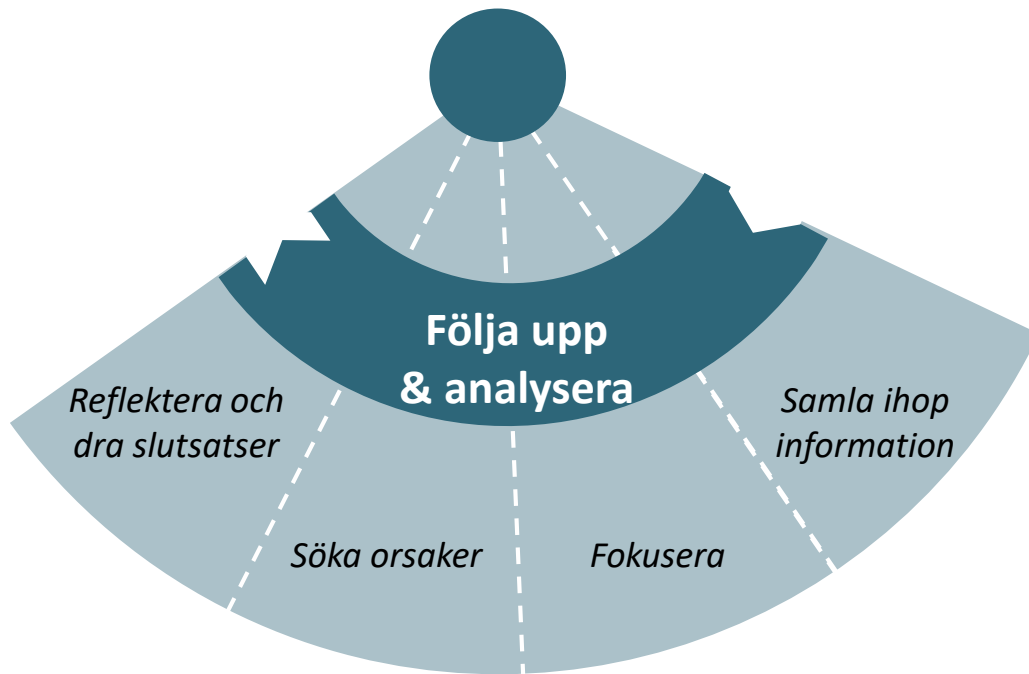 Följa upp
& analysera
Reflektera och
dra slutsatser
Samla ihop
information
Söka orsaker
Fokusera